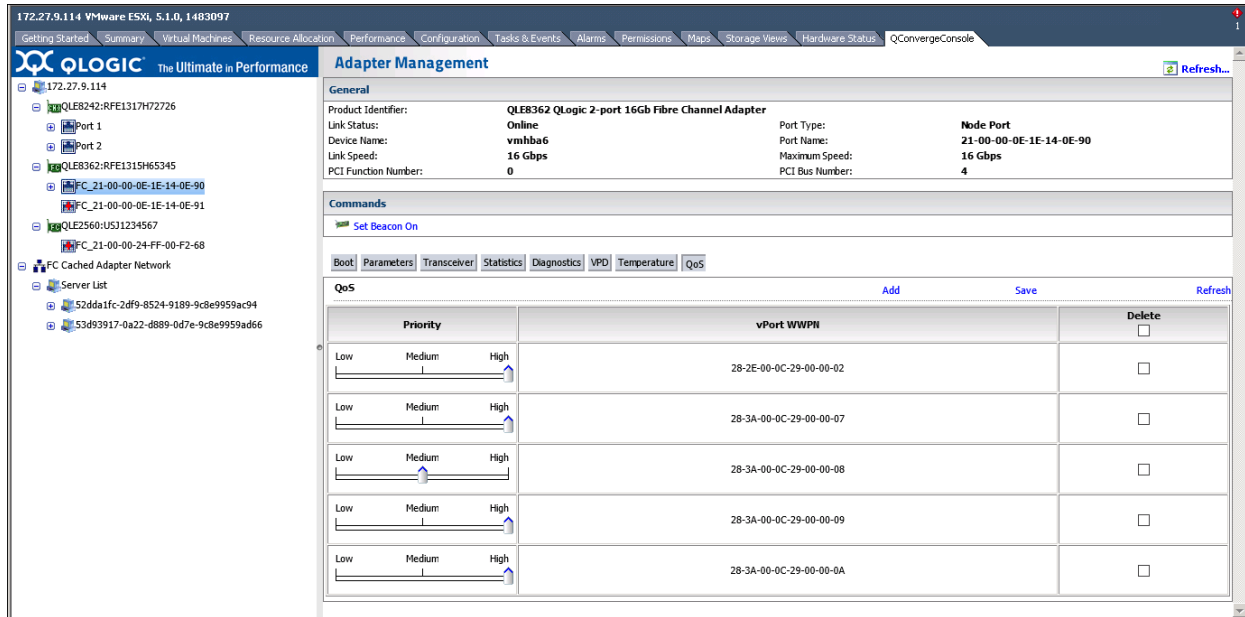 172.27.9.114 VMware ESXi, 5.1.0, 1483097
1
Getting Started Summary Virtual Machines Resource Allocation Performance Configuration Tasks & Events Alarms Permissions Maps Storage Views Hardware Status QConvergeConsole
QLOGIC The Ultimate in Performance
172.27.9.114
QLE8242:RFE1317H72726
Port 1
Port 2
QLE8362:RFE1315H65345
FC_21-00-00-0E-1E-14-0E-90
FC_21-00-00-0E-1E-14-0E-91
QLE2560:USJ1234567
FC_21-00-00-24-FF-00-F2-68
FC Cached Adapter Network
Server List
52dda1fc-2df9-8524-9189-9c8e9959ac94
53d93917-0a22-d889-0d7e-9c8e9959ad66
Adapter Management
Refresh...
General
Product Identifier: QLE8362 QLogic 2-port 16Gb Fibre Channel Adapter
Link Status: Online Port Type: Node Port
Device Name: vmhba6 Port Name: 21-00-00-0E-1E-14-0E-90
Link Speed: 16 Gbps Maximum Speed: 16 Gbps
PCI Function Number: 0 PCI Bus Number: 4
Commands
Set Beacon On
Boot Parameters Transceiver Statistics Diagnostics VPD Temperature QoS
QoS Add Save Refresh
Priority vPort WWPN Delete
Low Medium High
28-2E-00-0C-29-00-00-02
Low Medium High
28-3A-00-0C-29-00-00-07
Low Medium High
28-3A-00-0C-29-00-00-08
Low Medium High
28-3A-00-0C-29-00-00-09
Low Medium High
28-3A-00-0C-29-00-00-0A